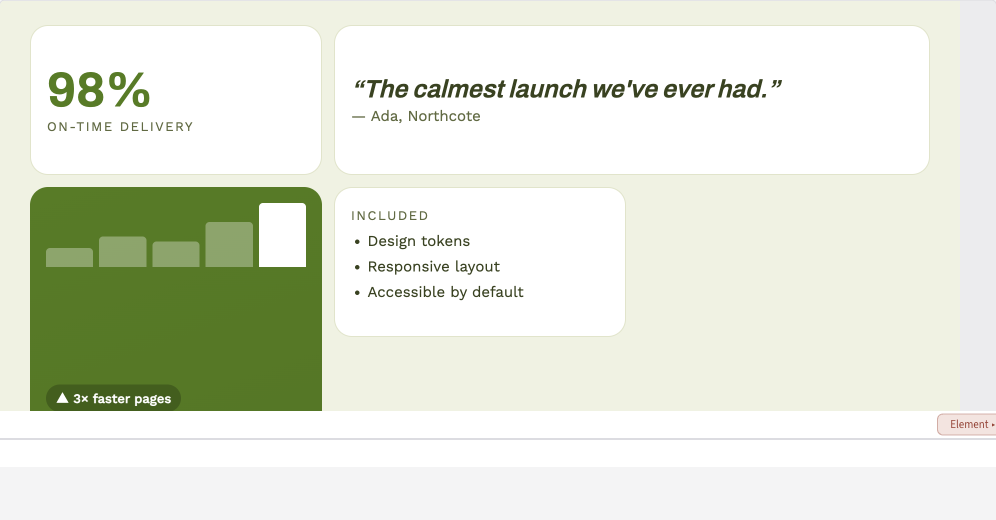 98%
ON-TIME DELIVERY
“The calmest launch we've ever had.”
— Ada, Northcote
INCLUDED
• Design tokens
• Responsive layout
• Accessible by default
▲ 3× faster pages
Element